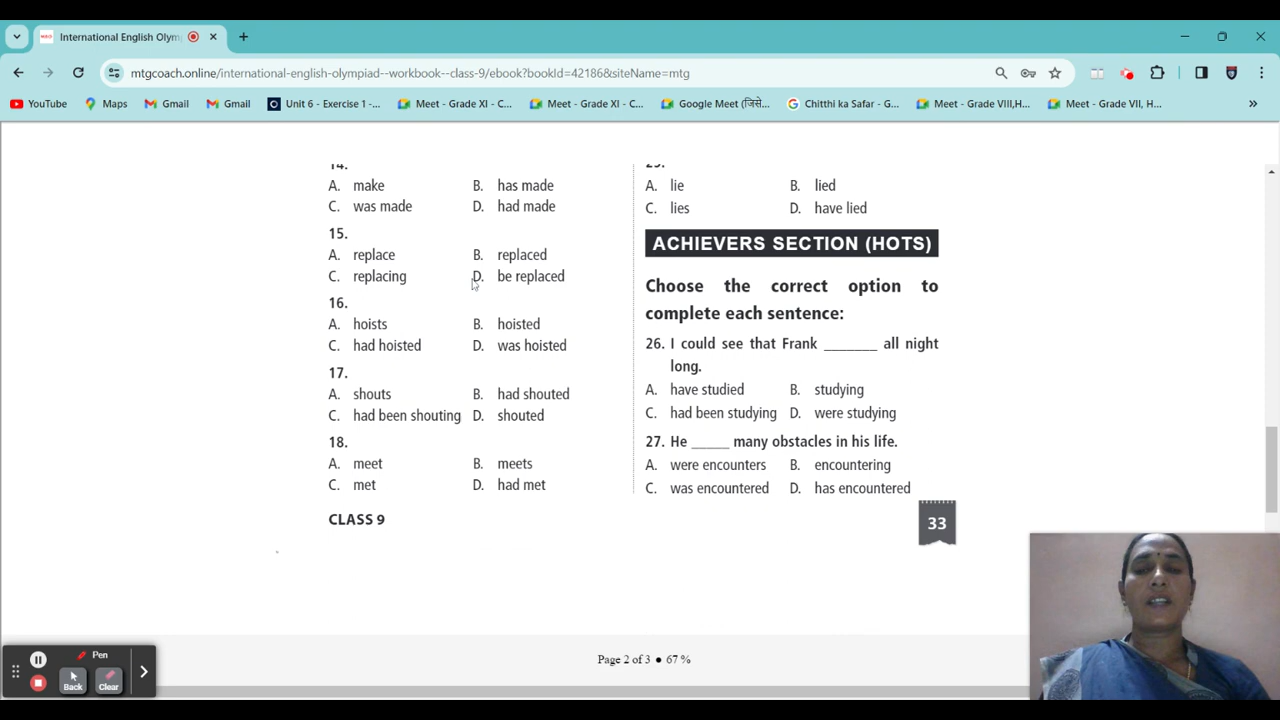 International English Olym
mtgcoach.online/international-english-olympiad--workbook--class-9/ebook?bookId=42186&siteName=mtg
YouTube Maps Gmail Gmail Unit 6 - Exercise 1 -... Meet - Grade XI - C... Meet - Grade XI - C... Google Meet (जिसे... Chitthi ka Safar - G... Meet - Grade VIII,H... Meet - Grade VII, H... »
14.
A. make B. has made
C. was made D. had made
15.
A. replace B. replaced
C. replacing D. be replaced
16.
A. hoists B. hoisted
C. had hoisted D. was hoisted
17.
A. shouts B. had shouted
C. had been shouting D. shouted
18.
A. meet B. meets
C. met D. had met
CLASS 9
25.
A. lie B. lied
C. lies D. have lied
ACHIEVERS SECTION (HOTS)
Choose the correct option to
complete each sentence:
26. I could see that Frank _______ all night
long.
A. have studied B. studying
C. had been studying D. were studying
27. He _____ many obstacles in his life.
A. were encounters B. encountering
C. was encountered D. has encountered
33
Page 2 of 3 ● 67 %
Pen
Back Clear